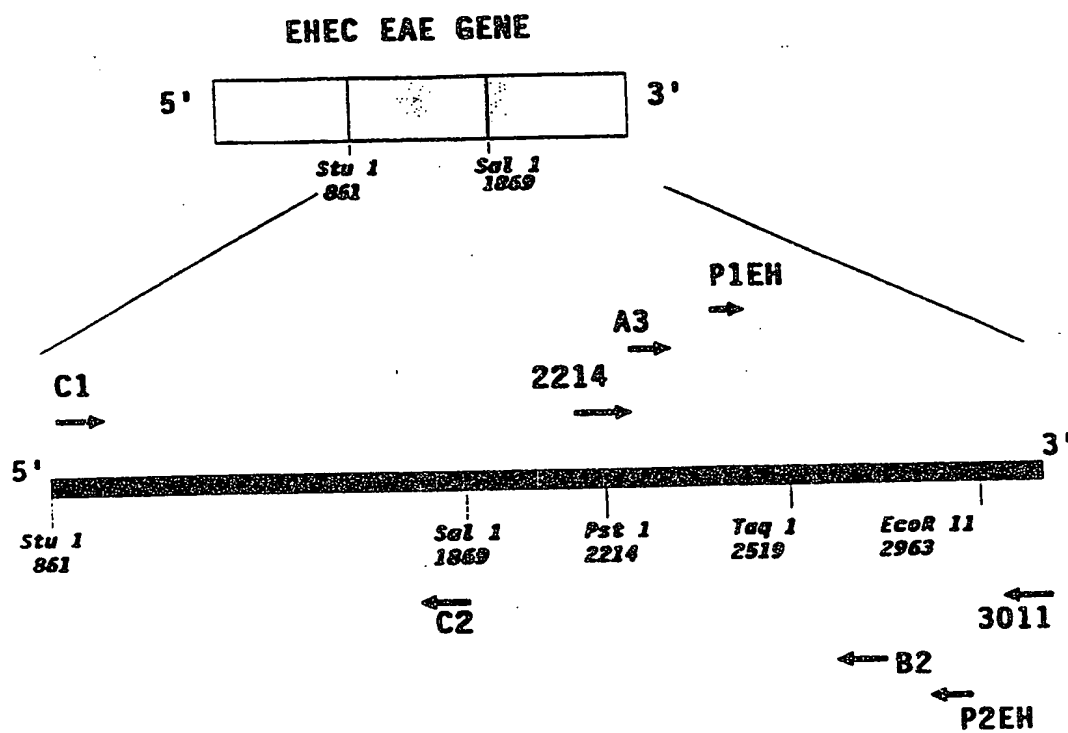 EHEC EAE GENE
5'
3'
Stu 1
861
Sal 1
1869
P1EH
A3
2214
C1
5'
3'
Stu 1
861
Sal 1
1869
Pst 1
2214
Taq 1
2519
EcoR 11
2963
C2
3011
B2
P2EH